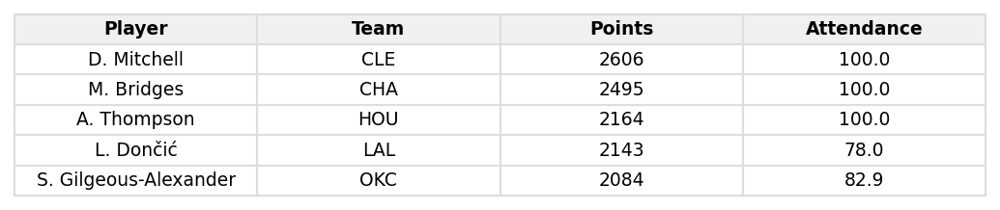 Player Team Points Attendance
D. Mitchell CLE 2606 100.0
M. Bridges CHA 2495 100.0
A. Thompson HOU 2164 100.0
L. Dončić LAL 2143 78.0
S. Gilgeous-Alexander OKC 2084 82.9